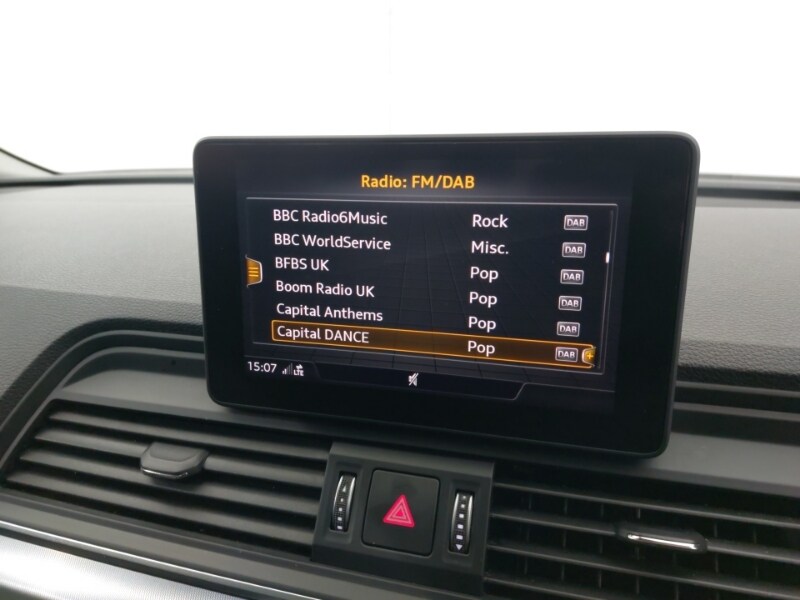 Radio: FM/DAB
BBC Radio6Music Rock DAB
BBC WorldService Misc. DAB
BFBS UK Pop DAB
Boom Radio UK Pop DAB
Capital Anthems Pop DAB
Capital DANCE Pop DAB
15:07 LTE